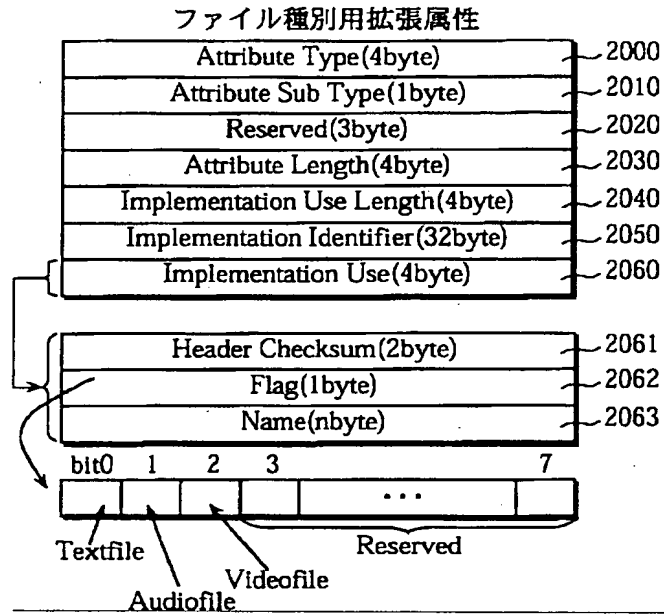 ファイル種別用拡張属性
Attribute Type(4byte) 2000
Attribute Sub Type(1byte) 2010
Reserved(3byte) 2020
Attribute Length(4byte) 2030
Implementation Use Length(4byte) 2040
Implementation Identifier(32byte) 2050
Implementation Use(4byte) 2060
Header Checksum(2byte) 2061
Flag(1byte) 2062
Name(nbyte) 2063
bit0 1 2 3 7
...
Textfile Reserved
Videofile
Audiofile